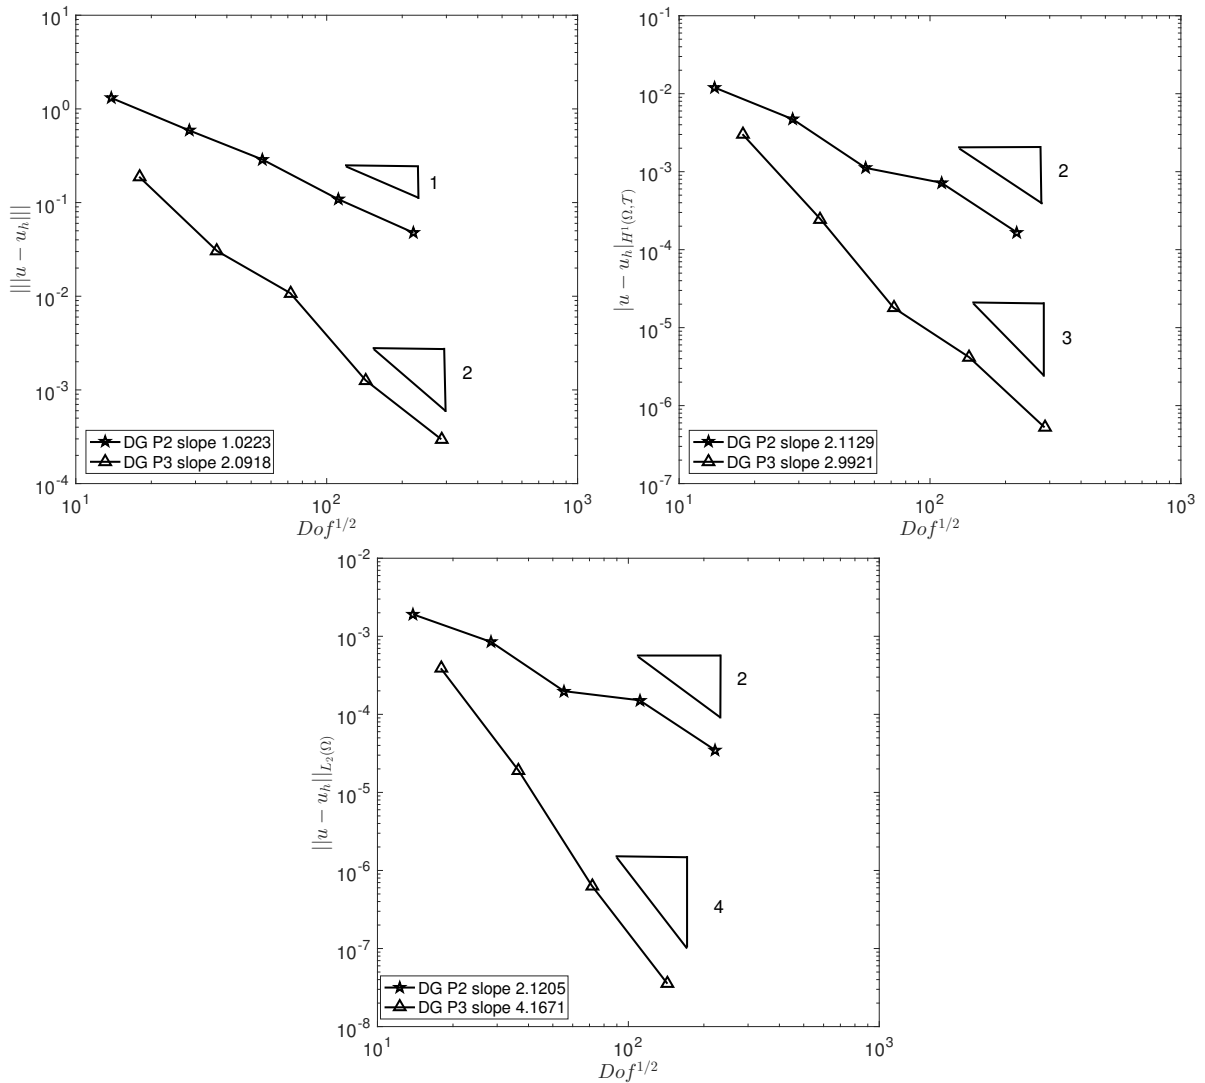 10^1
10^0
10^-1
10^-2
10^-3
10^-4
|||u − u_h|||
1
2
DG P2 slope 1.0223
DG P3 slope 2.0918
10^1
10^2
10^3
Dof^{1/2}
10^-1
10^-2
10^-3
10^-4
10^-5
10^-6
10^-7
|u − u_h|_{H^1(Ω,T)}
2
3
DG P2 slope 2.1129
DG P3 slope 2.9921
10^1
10^2
10^3
Dof^{1/2}
10^-2
10^-3
10^-4
10^-5
10^-6
10^-7
10^-8
||u − u_h||_{L_2(Ω)}
2
4
DG P2 slope 2.1205
DG P3 slope 4.1671
10^1
10^2
10^3
Dof^{1/2}